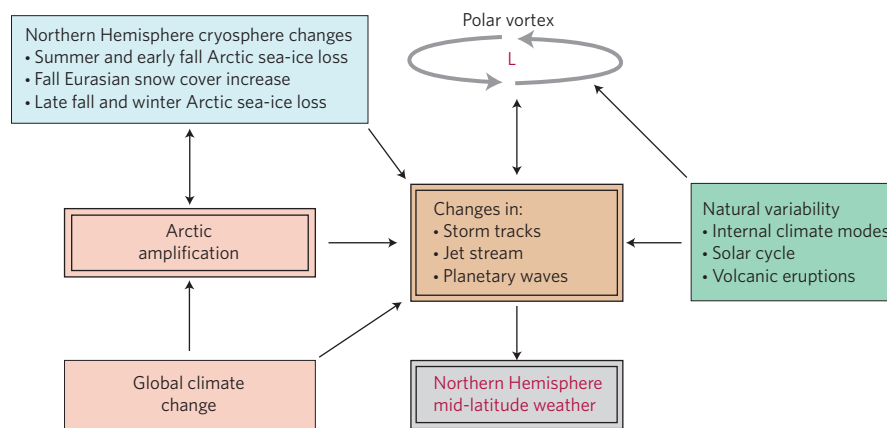 Northern Hemisphere cryosphere changes
• Summer and early fall Arctic sea-ice loss
• Fall Eurasian snow cover increase
• Late fall and winter Arctic sea-ice loss
Polar vortex
L
Arctic
amplification
Changes in:
• Storm tracks
• Jet stream
• Planetary waves
Natural variability
• Internal climate modes
• Solar cycle
• Volcanic eruptions
Global climate
change
Northern Hemisphere
mid-latitude weather